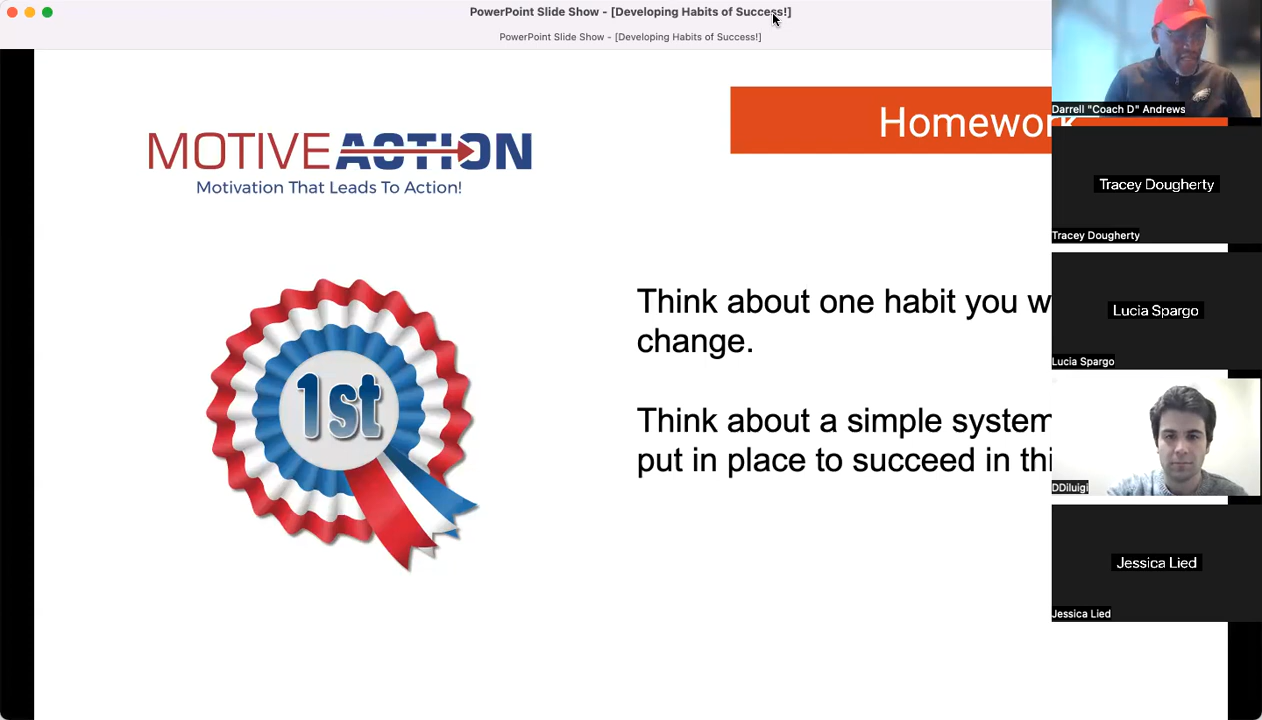 PowerPoint Slide Show - [Developing Habits of Success!]
PowerPoint Slide Show - [Developing Habits of Success!]
MOTIVEACTION
Motivation That Leads To Action!
Homework
1st
Think about one habit you w
change.
Think about a simple system
put in place to succeed in thi
Darrell "Coach D" Andrews
Tracey Dougherty
Tracey Dougherty
Lucia Spargo
Lucia Spargo
DDiluigi
Jessica Lied
Jessica Lied